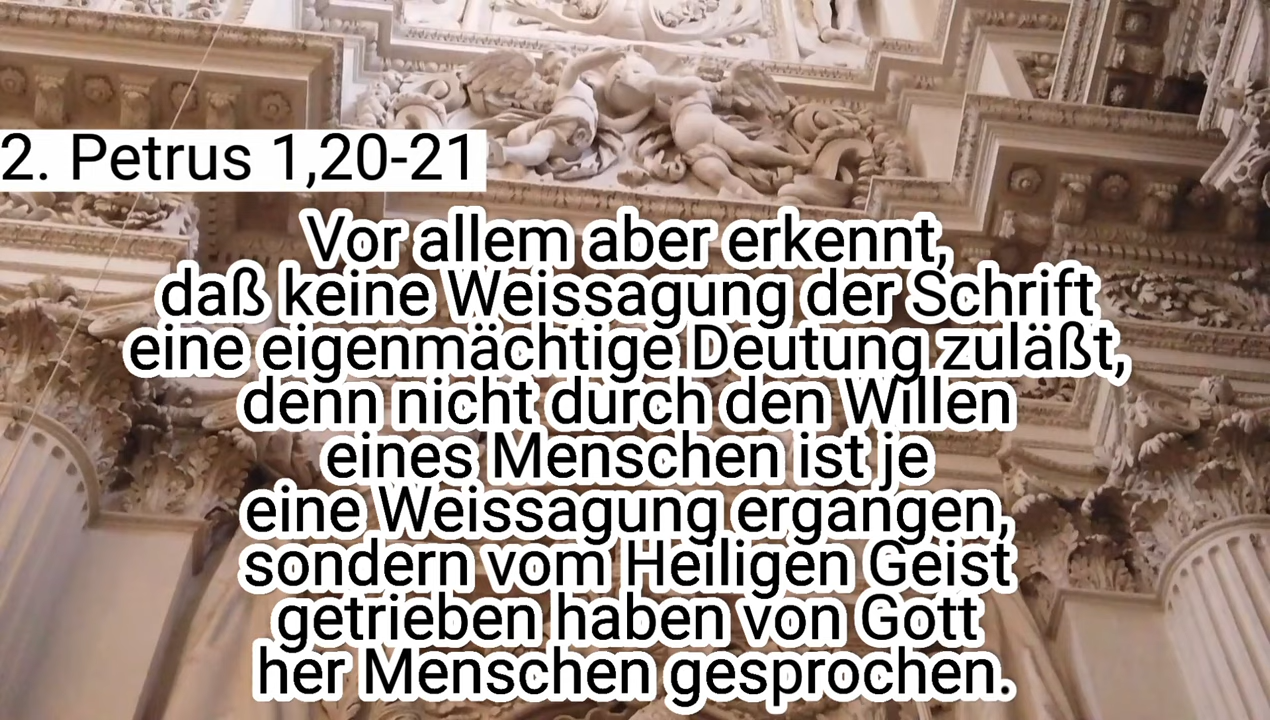 2. Petrus 1,20-21
Vor allem aber erkennt,
daß keine Weissagung der Schrift
eine eigenmächtige Deutung zuläßt,
denn nicht durch den Willen
eines Menschen ist je
eine Weissagung ergangen,
sondern vom Heiligen Geist
getrieben haben von Gott
her Menschen gesprochen.